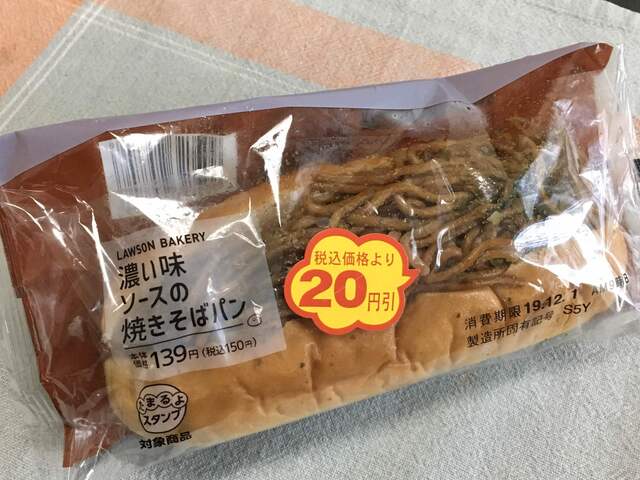 LAWSON BAKERY
濃い味
ソースの
焼きそばパン
本体価格 139円(税込150円)
たまるよ
スタンプ
対象商品
税込価格より
20円引
消費期限 19.12.1
製造所固有記号 S5Y